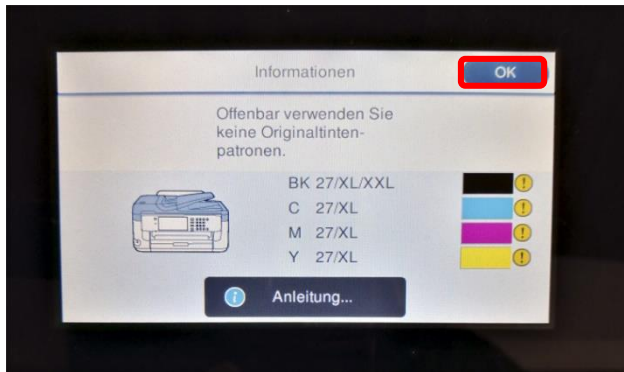 Informationen
OK
Offenbar verwenden Sie
keine Originaltinten-
patronen.
BK 27/XL/XXL
C 27/XL
M 27/XL
Y 27/XL
Anleitung...